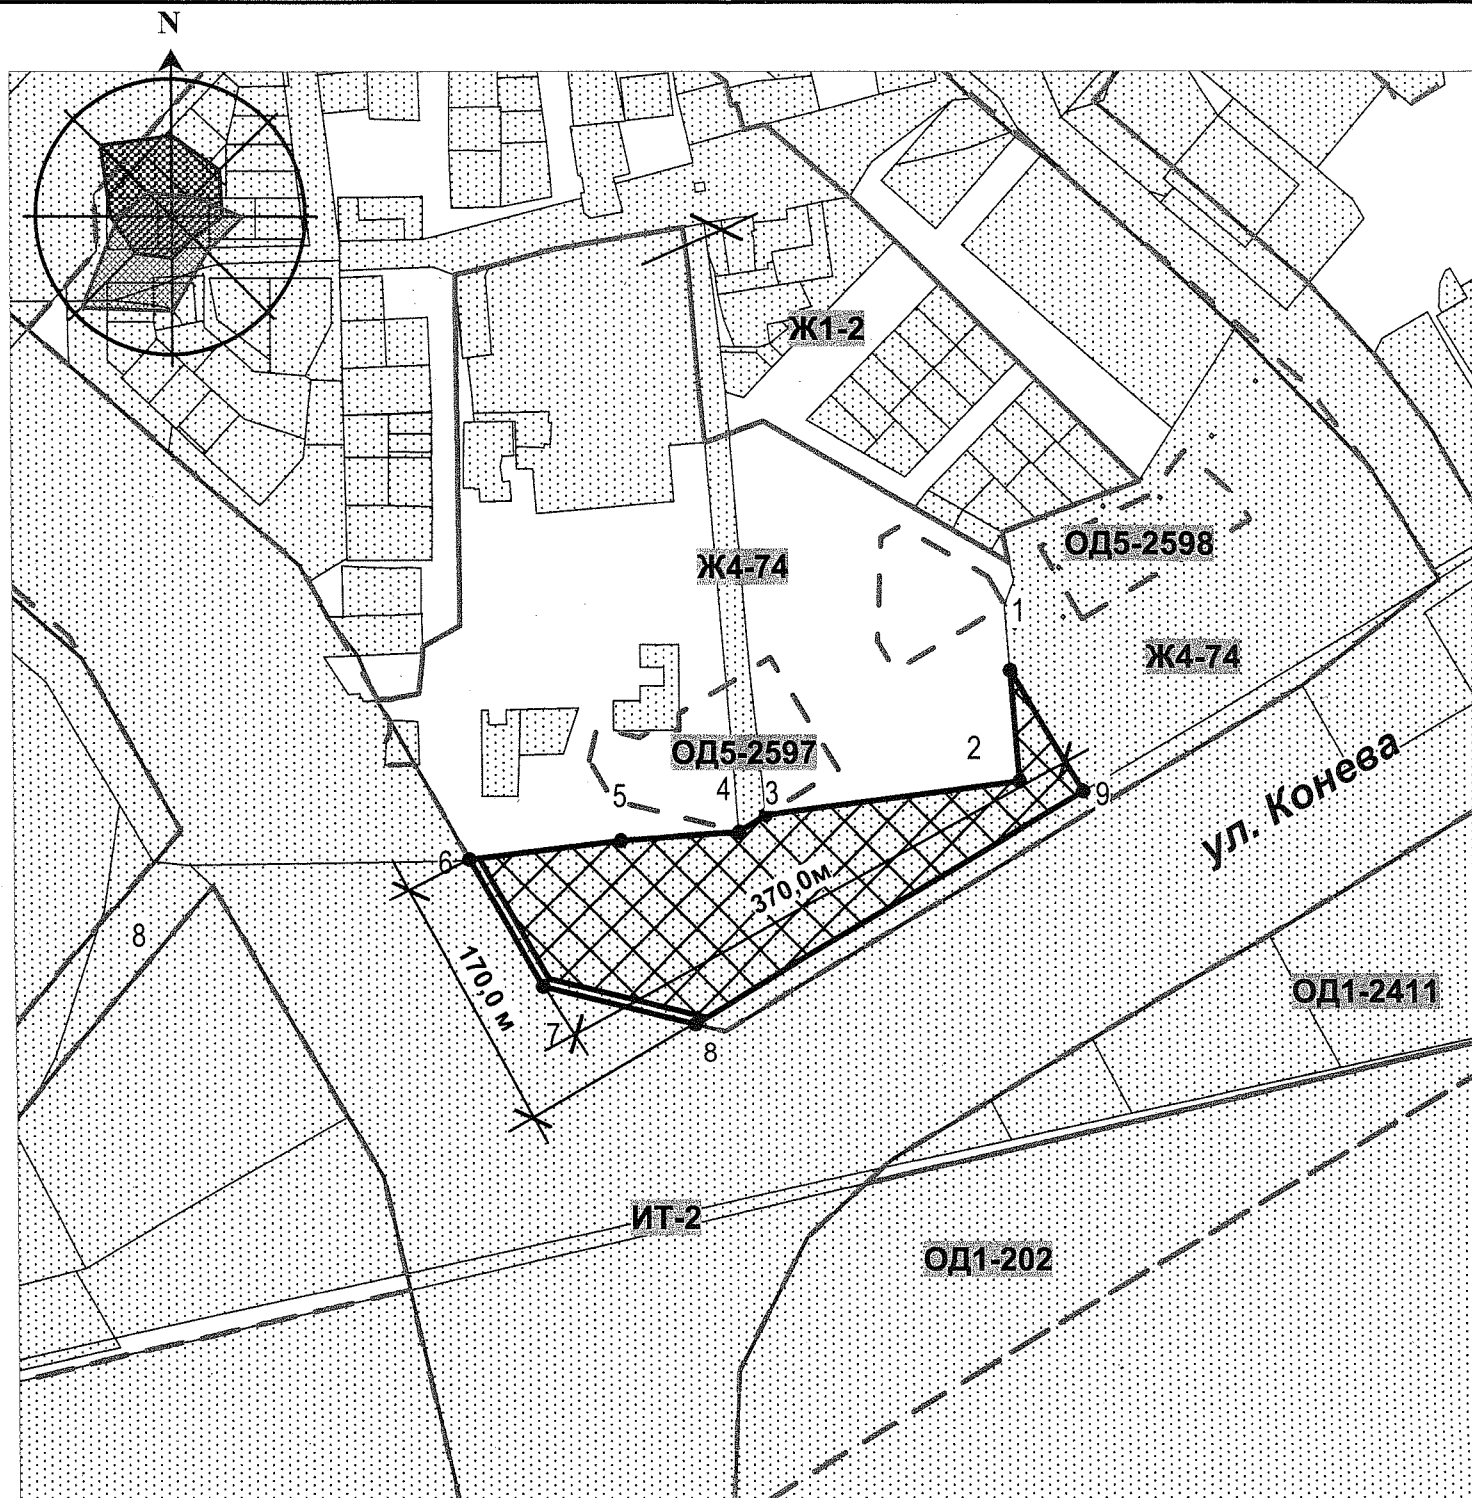 N
Ж1-2
ОД5-2598
Ж4-74
1
Ж4-74
2
ОД5-2597
ул. Конева
5
4
3
9
6
370,0м
8
170,0 м
ОД1-2411
7
8
ИТ-2
ОД1-202